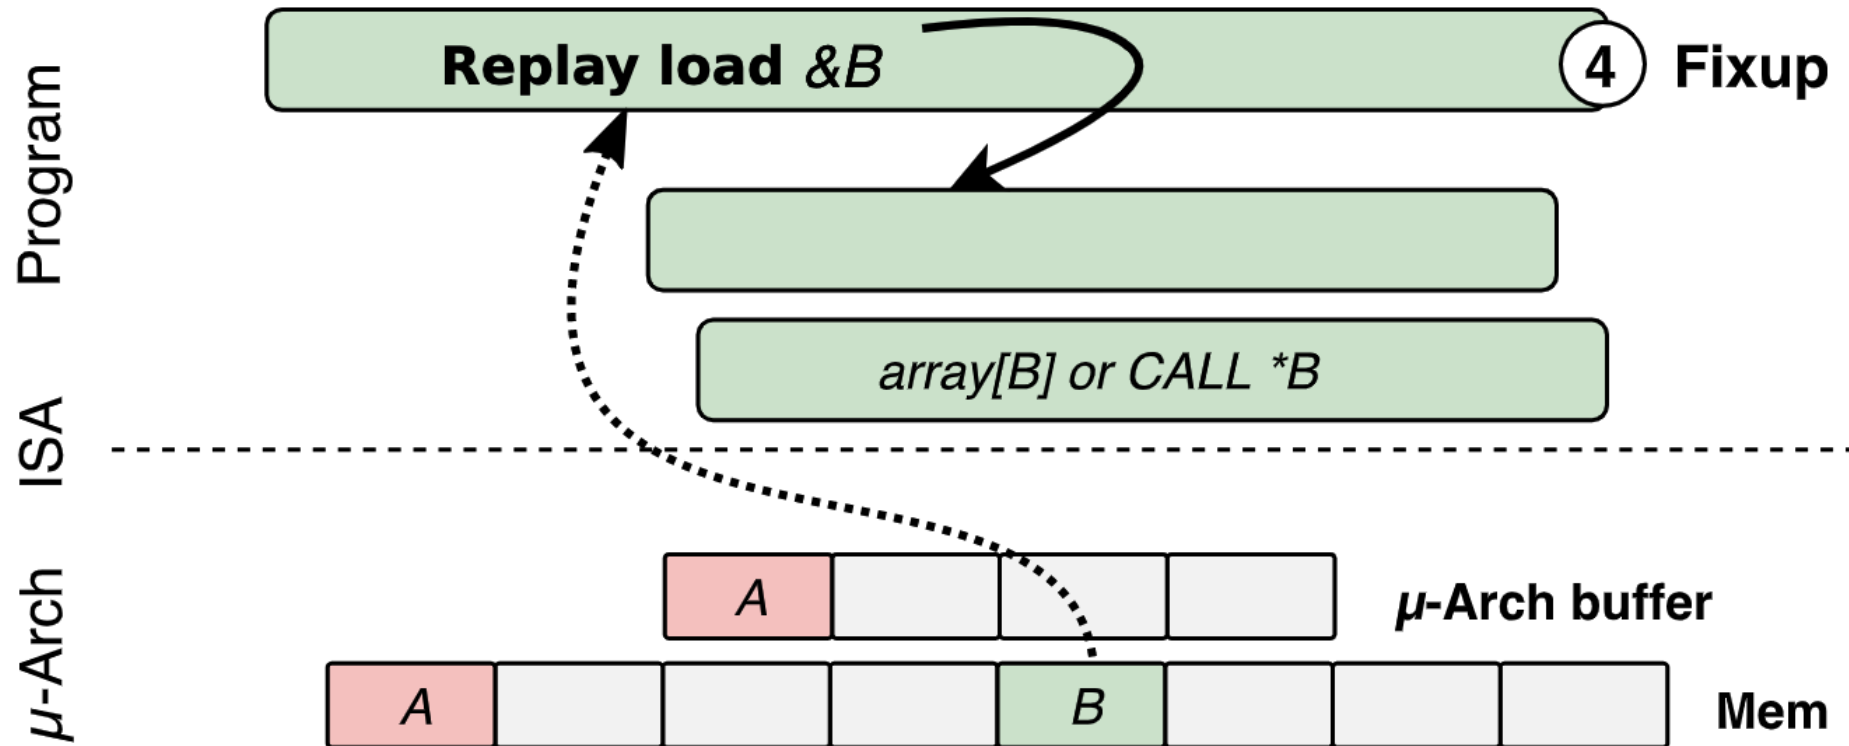 Program
Replay load &B
4 Fixup
array[B] or CALL *B
ISA
μ-Arch
A
μ-Arch buffer
A
B
Mem